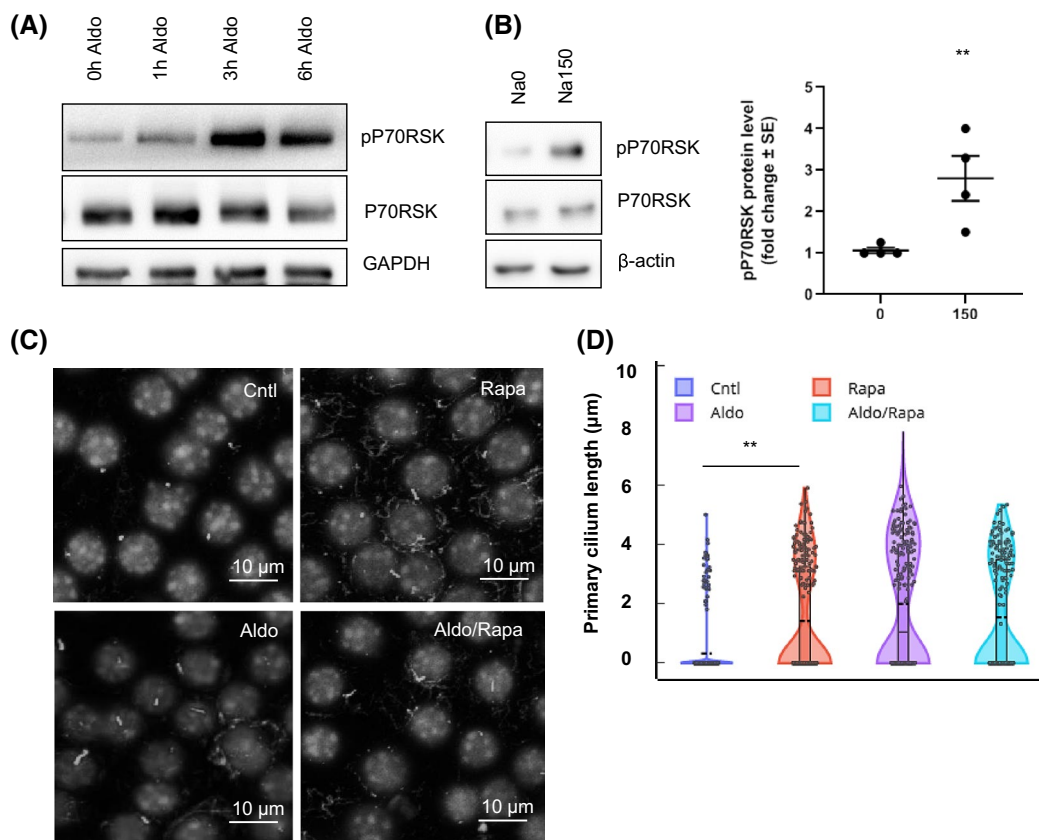 (A)
0h Aldo
1h Aldo
3h Aldo
6h Aldo
pP70RSK
P70RSK
GAPDH
(B)
Na0
Na150
pP70RSK
P70RSK
β-actin
**
pP70RSK protein level
(fold change ± SE)
5
4
3
2
1
0
0
150
(C)
Cntl
10 µm
Rapa
10 µm
Aldo
10 µm
Aldo/Rapa
10 µm
(D)
Primary cilium length (µm)
10
8
6
4
2
0
Cntl
Rapa
Aldo
Aldo/Rapa
**